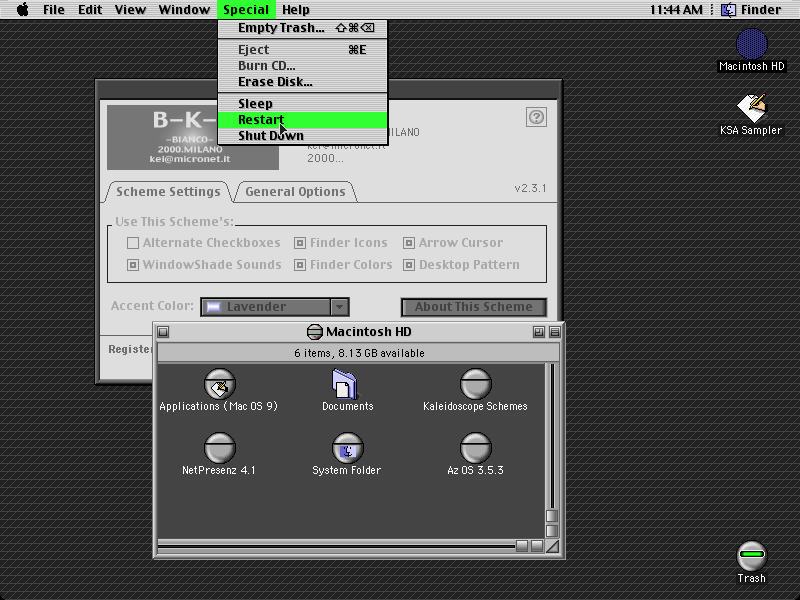 File Edit View Window Special Help 11:44 AM Finder
Empty Trash... ⇧⌘⌫
Eject ⌘E
Burn CD...
Erase Disk...
Sleep
Restart
Shut Down
Macintosh HD
KSA Sampler
B-K-
-BIANCO-
2000.MILANO
kei@micronet.it
MILANO
kei@micronet.it
2000...
?
Scheme Settings General Options v2.3.1
Use This Scheme's:
Alternate Checkboxes Finder Icons Arrow Cursor
WindowShade Sounds Finder Colors Desktop Pattern
Accent Color: Lavender About This Scheme
Register
Macintosh HD
6 items, 8.13 GB available
Applications (Mac OS 9) Documents Kaleidoscope Schemes
NetPresenz 4.1 System Folder Az OS 3.5.3
Trash